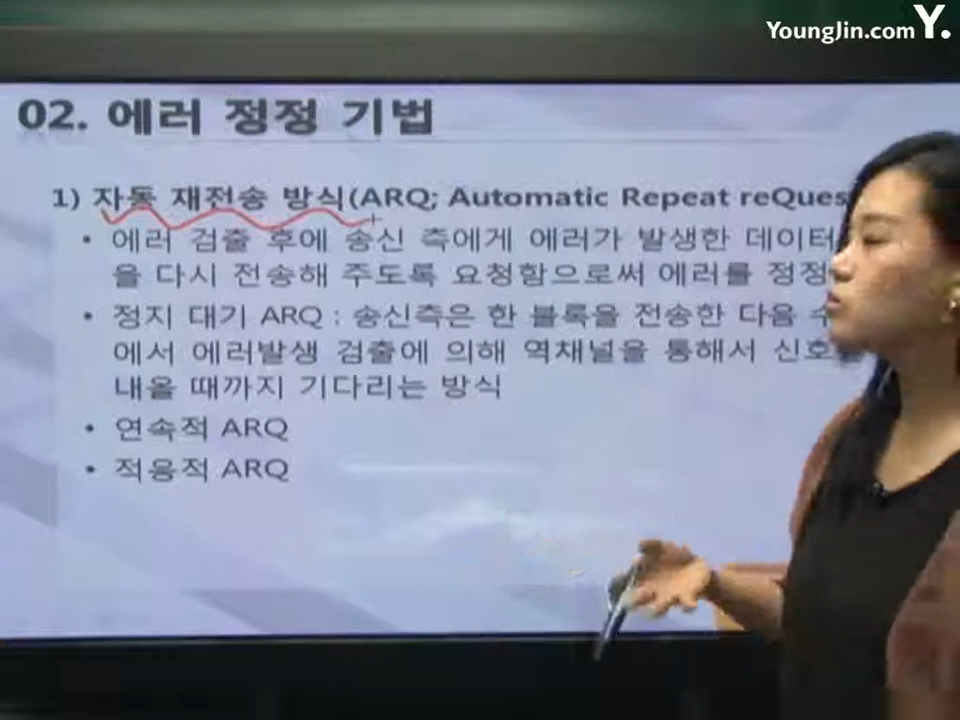 YoungJin.com Y.
02. 에러 정정 기법
1) 자동 재전송 방식(ARQ; Automatic Repeat reQues
• 에러 검출 후에 송신 측에게 에러가 발생한 데이터
을 다시 전송해 주도록 요청함으로써 에러를 정정
• 정지 대기 ARQ : 송신측은 한 블록을 전송한 다음
에서 에러발생 검출에 의해 역채널을 통해서 신호
내올 때까지 기다리는 방식
• 연속적 ARQ
• 적응적 ARQ